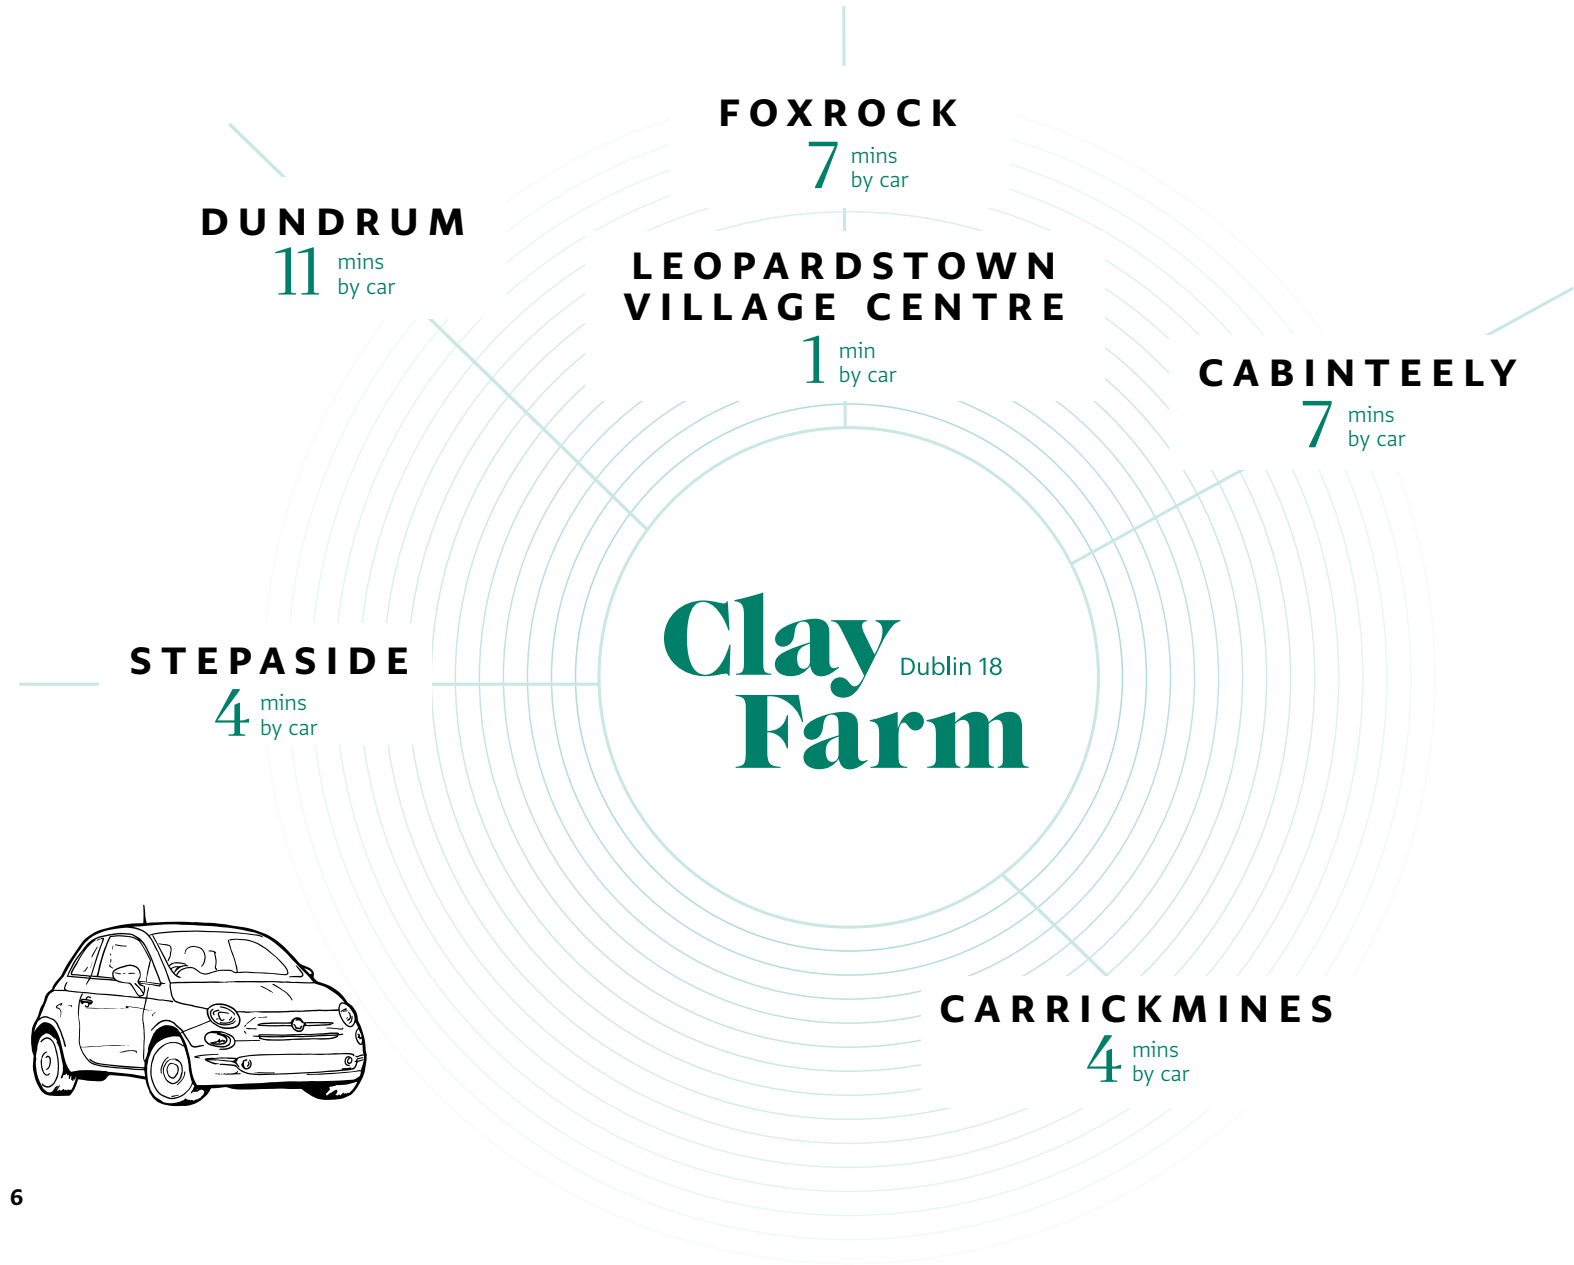 FOXROCK
7 mins
by car
DUNDRUM
11 mins
by car
LEOPARDSTOWN
VILLAGE CENTRE
1 min
by car
CABINTEELY
7 mins
by car
Clay
Dublin 18
Farm
STEPASIDE
4 mins
by car
CARRICKMINES
4 mins
by car
6